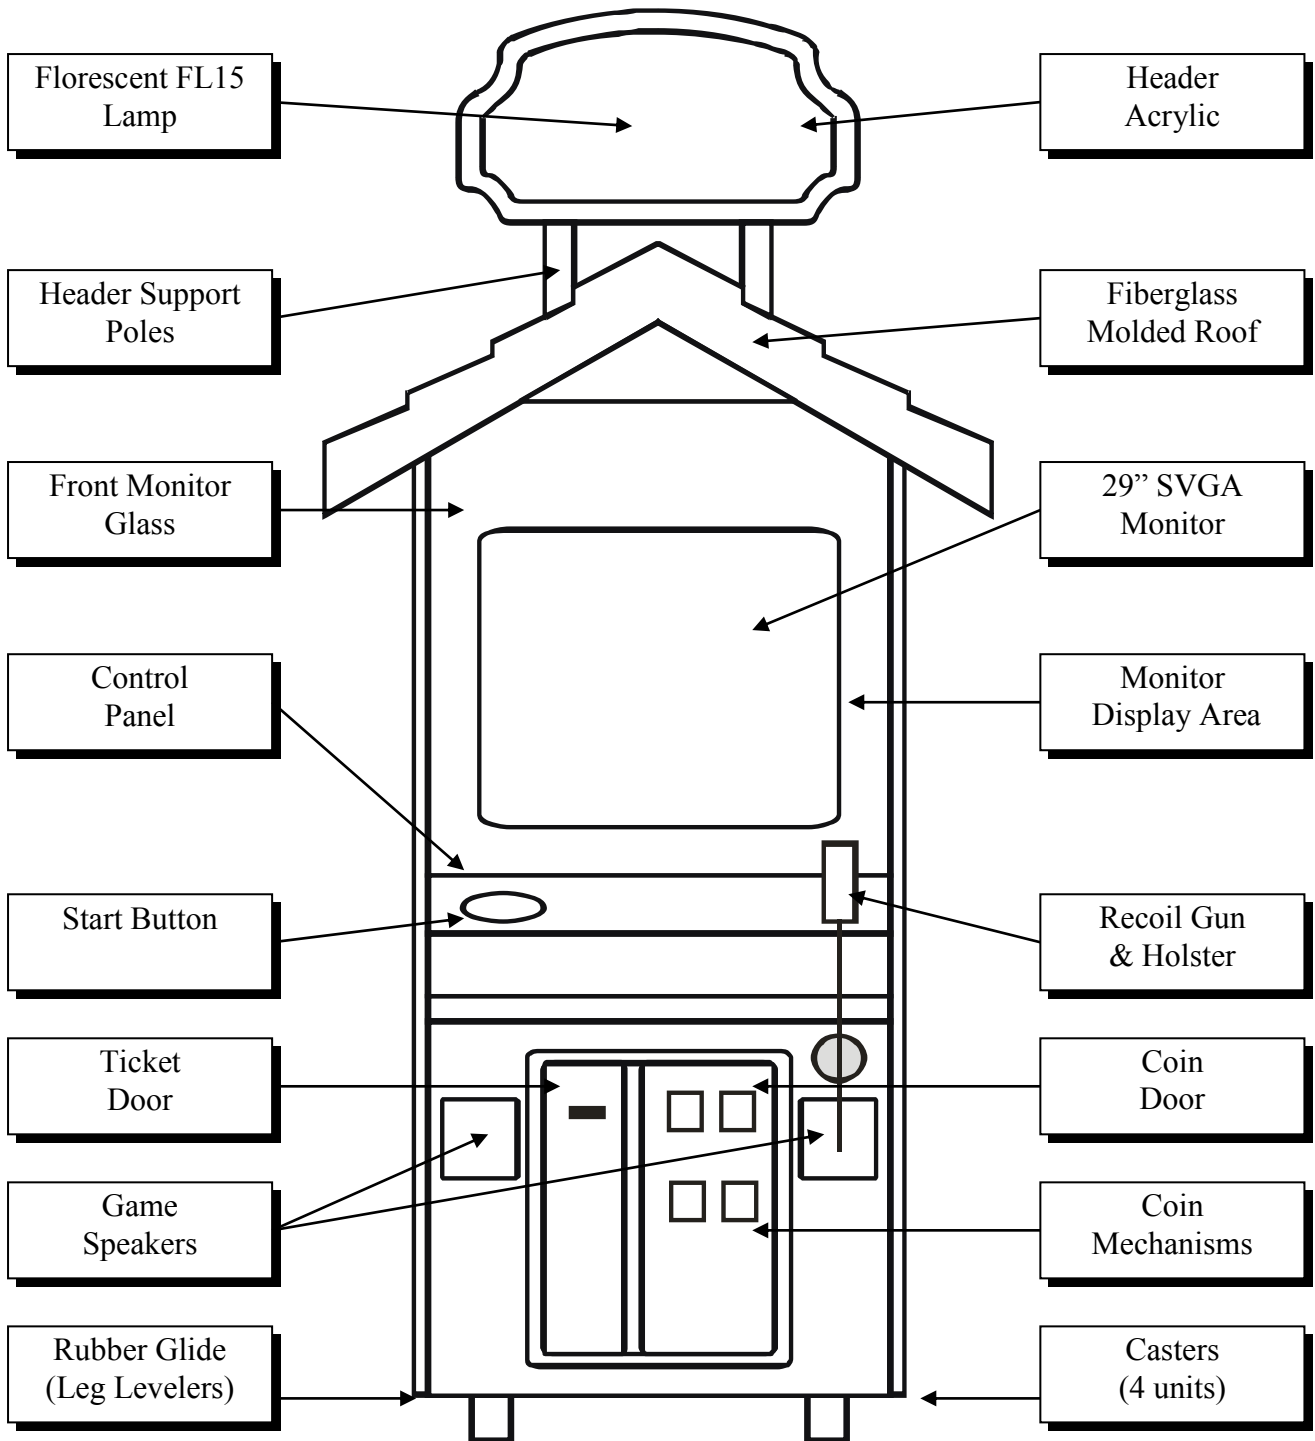 Florescent FL15
Lamp
Header
Acrylic
Header Support
Poles
Fiberglass
Molded Roof
Front Monitor
Glass
29” SVGA
Monitor
Control
Panel
Monitor
Display Area
Start Button
Recoil Gun
& Holster
Ticket
Door
Coin
Door
Game
Speakers
Coin
Mechanisms
Rubber Glide
(Leg Levelers)
Casters
(4 units)